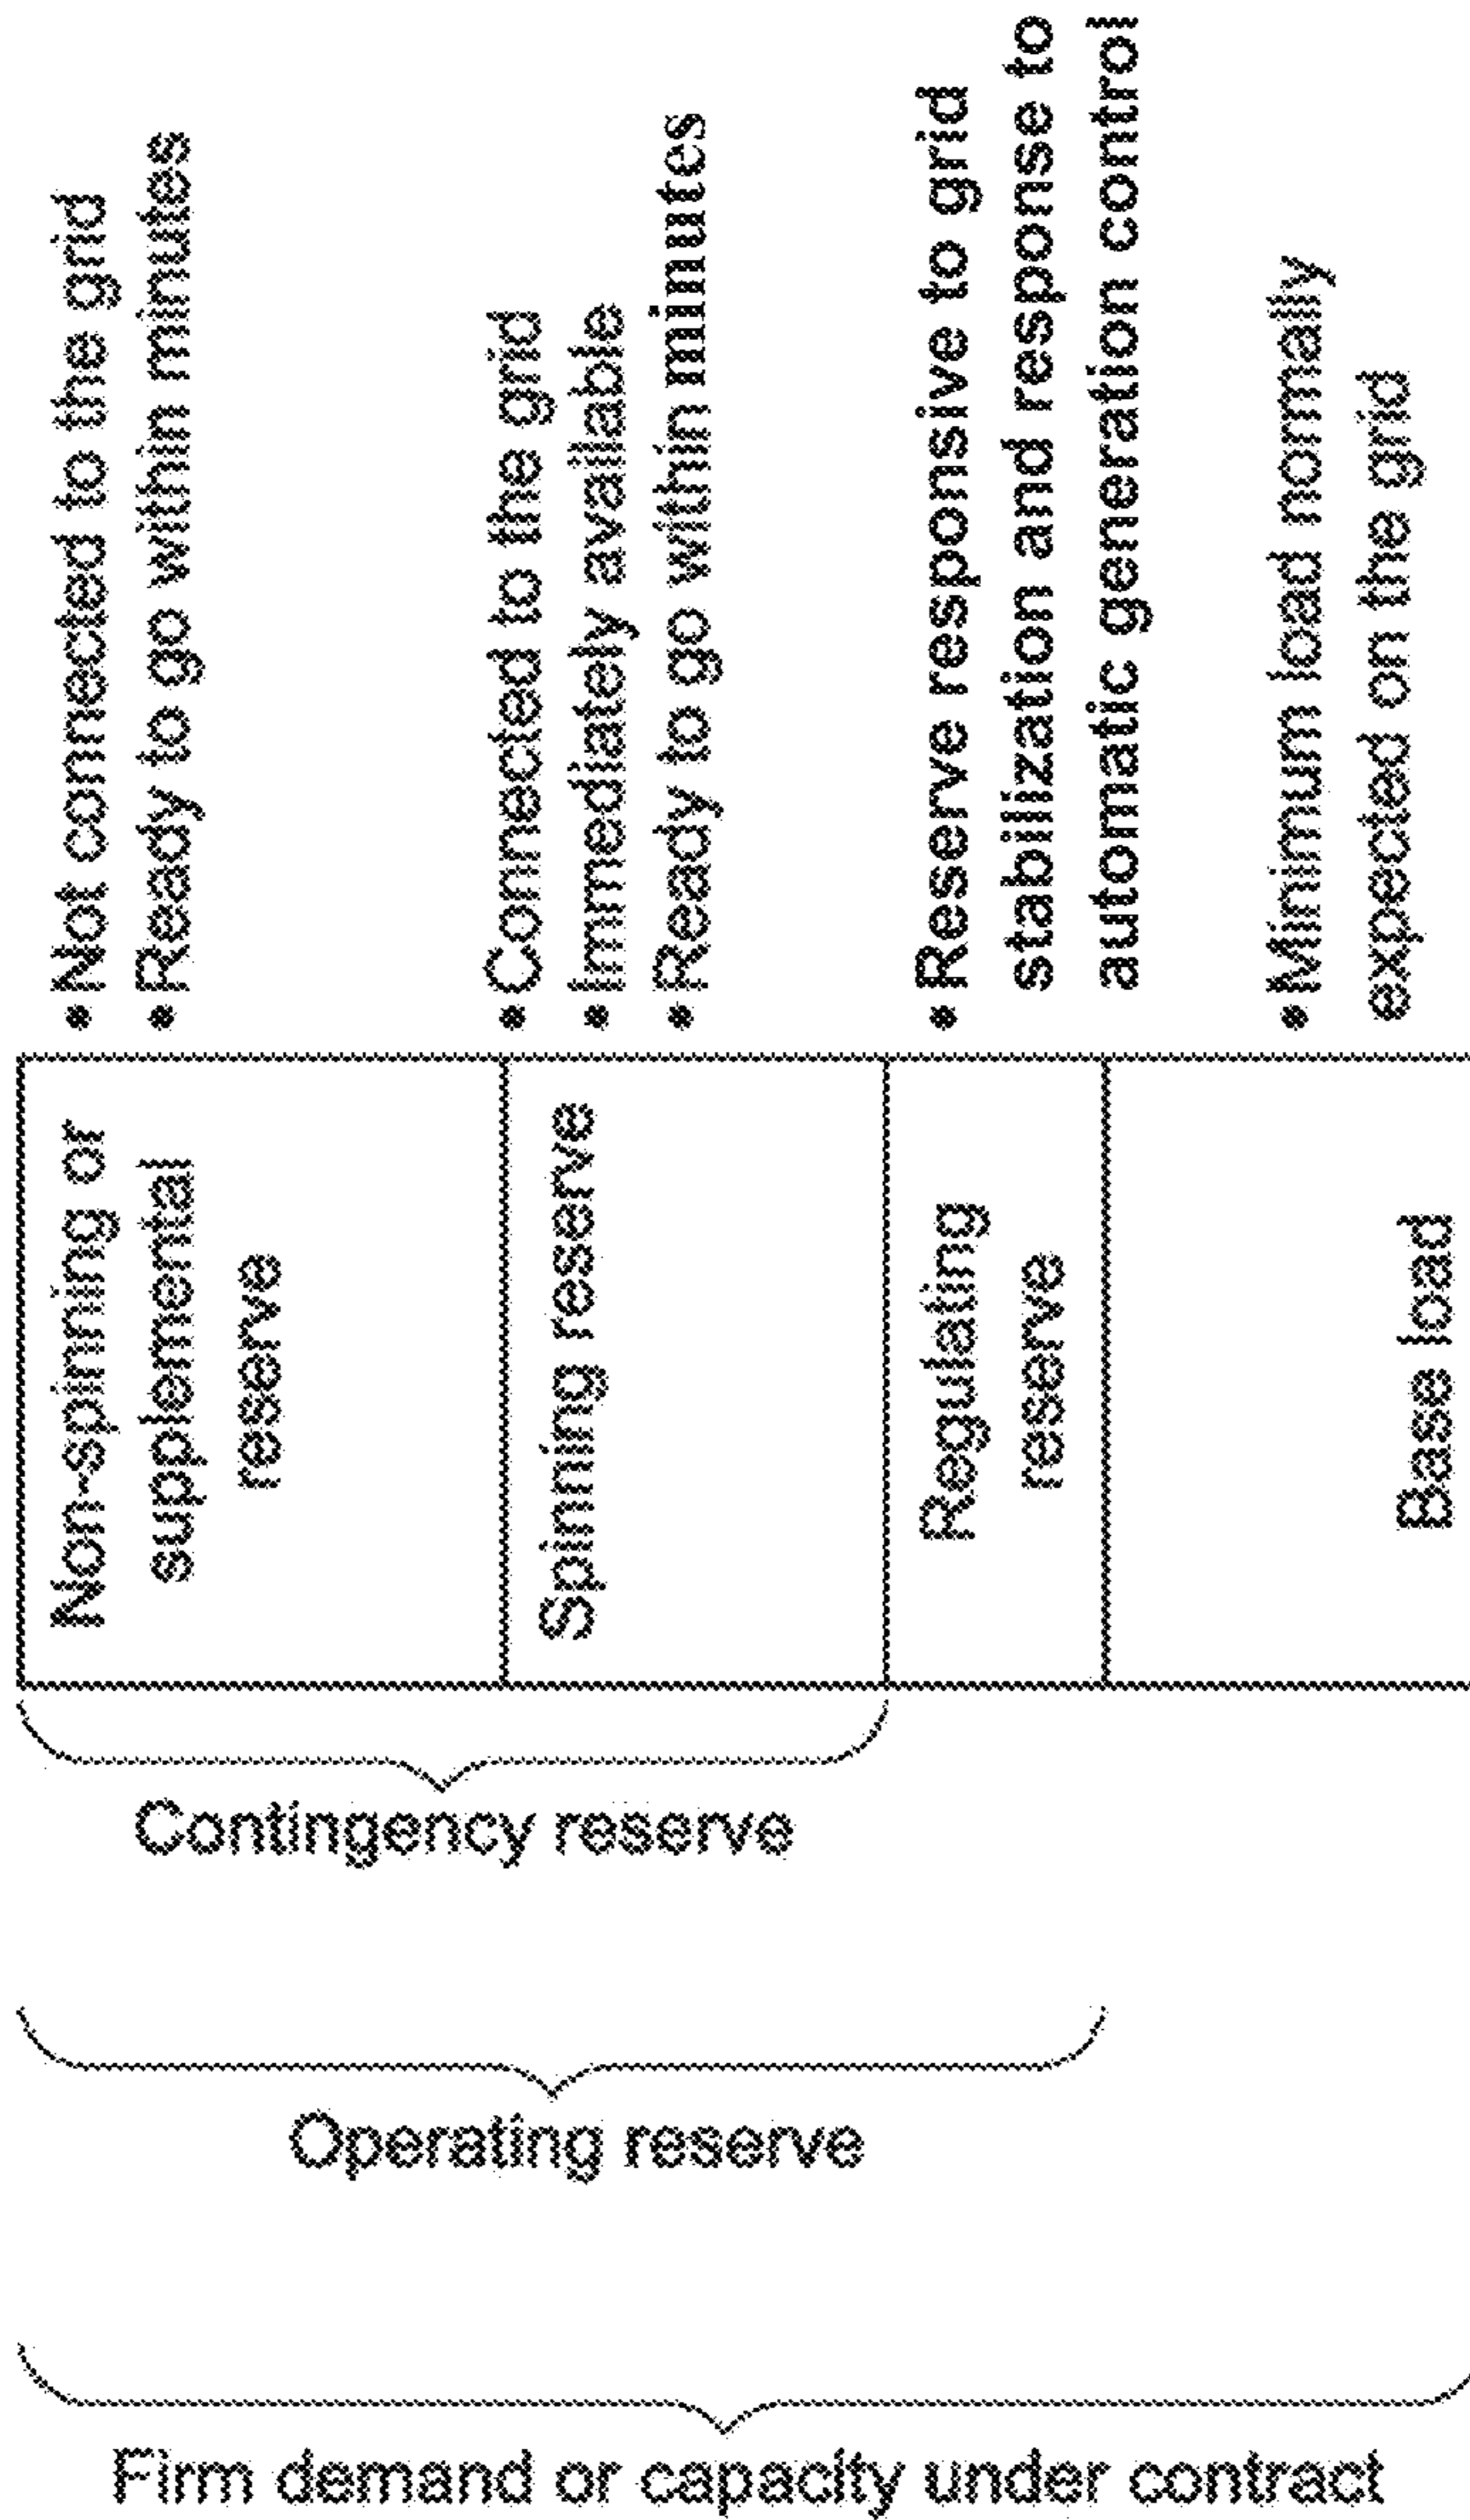 Non-spinning or
supplemental
reserve
• Not connected to the grid
• Ready to go within minutes
Spinning reserve
• Connected to the grid
• Immediately available
• Ready to go within minutes
Regulating
reserve
• Reserve responsive to grid
stabilization and response to
automatic generation control
Base load
• Minimum load normally
expected on the grid
Contingency reserve
Operating reserve
Firm demand or capacity under contract